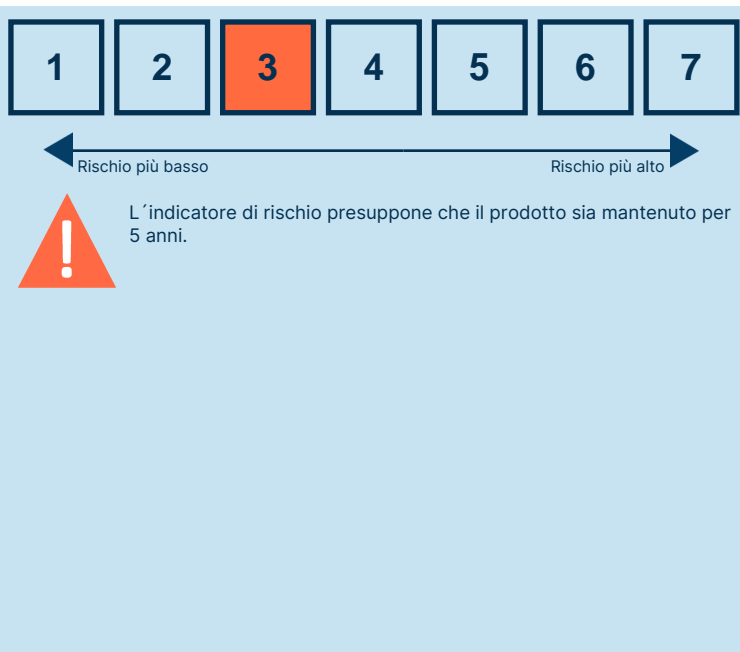 1 2 3 4 5 6 7
Rischio più basso Rischio più alto
L´indicatore di rischio presuppone che il prodotto sia mantenuto per
5 anni.